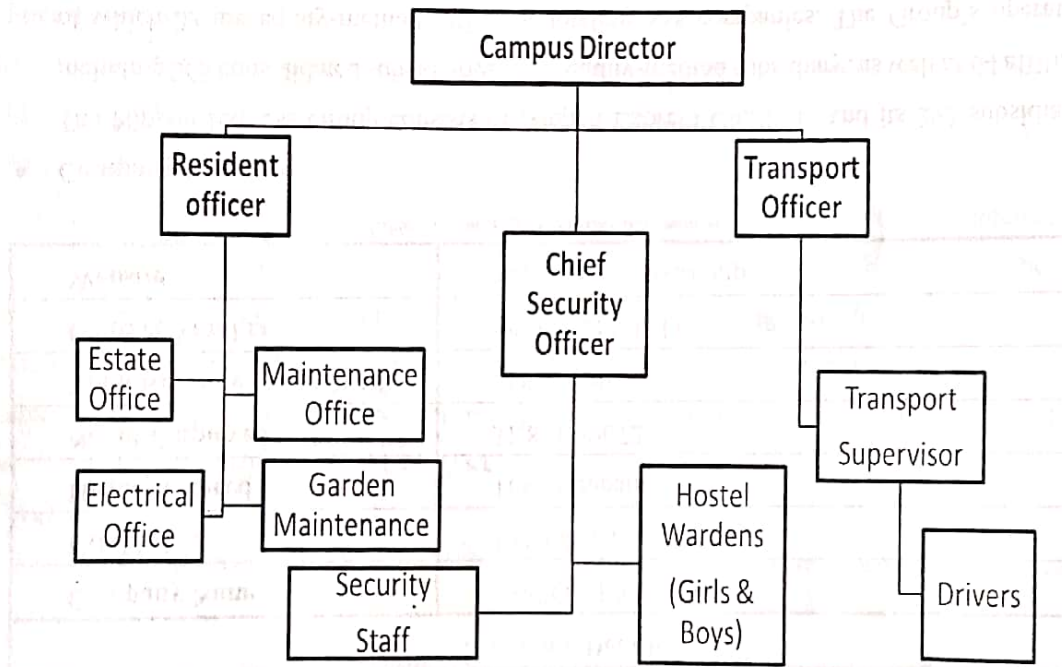 Campus Director
Resident
officer
Transport
Officer
Chief
Security
Officer
Estate
Office
Maintenance
Office
Transport
Supervisor
Electrical
Office
Garden
Maintenance
Hostel
Wardens
(Girls &
Boys)
Security
Staff
Drivers